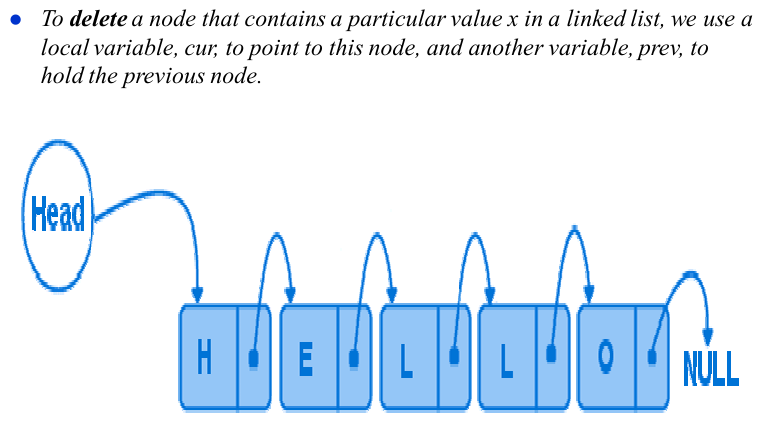 ● To delete a node that contains a particular value x in a linked list, we use a
local variable, cur, to point to this node, and another variable, prev, to
hold the previous node.
Head
H E L L O NULL